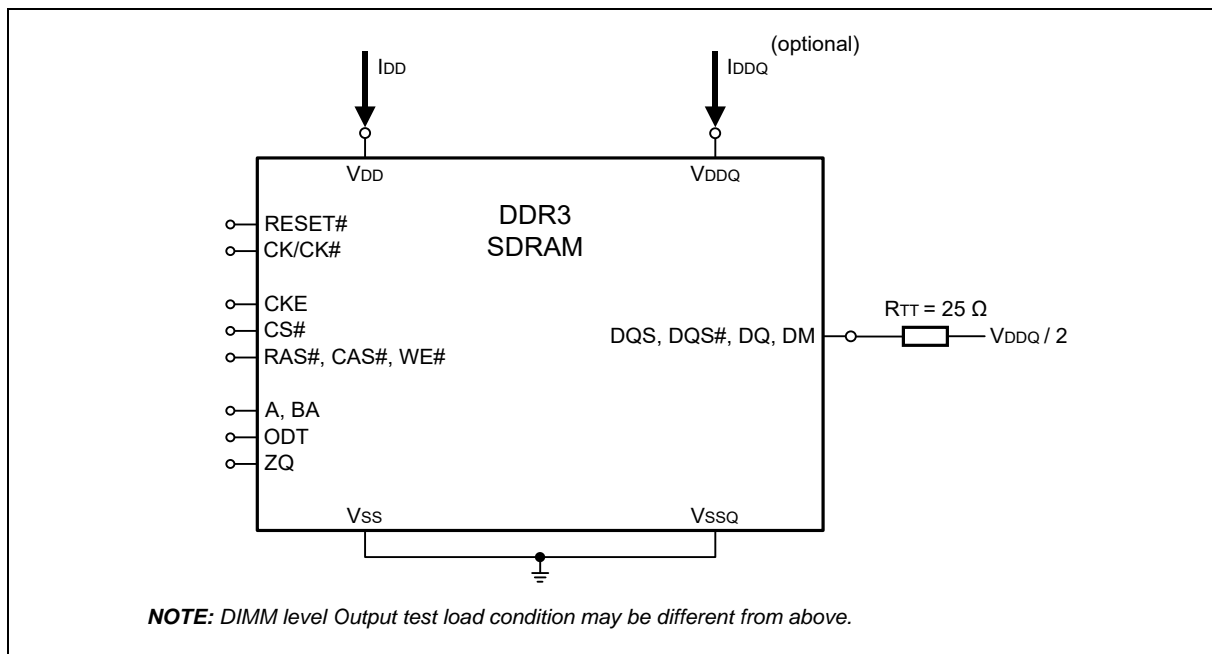 (optional)
IDD
IDDQ
VDD
VDDQ
DDR3
SDRAM
RESET#
CK/CK#
CKE
CS#
RAS#, CAS#, WE#
A, BA
ODT
ZQ
DQS, DQS#, DQ, DM
RTT = 25 Ω
VDDQ / 2
VSS
VSSQ
NOTE: DIMM level Output test load condition may be different from above.